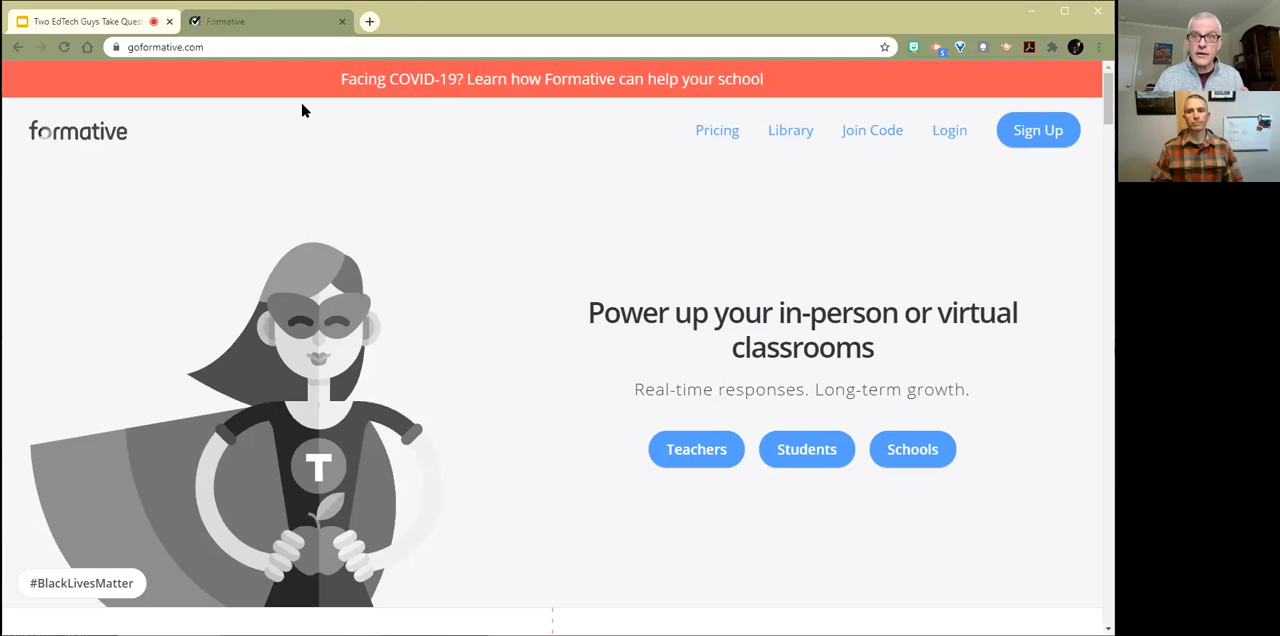 Two EdTech Guys Take Quest
Formative
goformative.com
5
Facing COVID-19? Learn how Formative can help your school
formative
Pricing
Library
Join Code
Login
Sign Up
Power up your in-person or virtual
classrooms
Real-time responses. Long-term growth.
Teachers
Students
Schools
T
#BlackLivesMatter